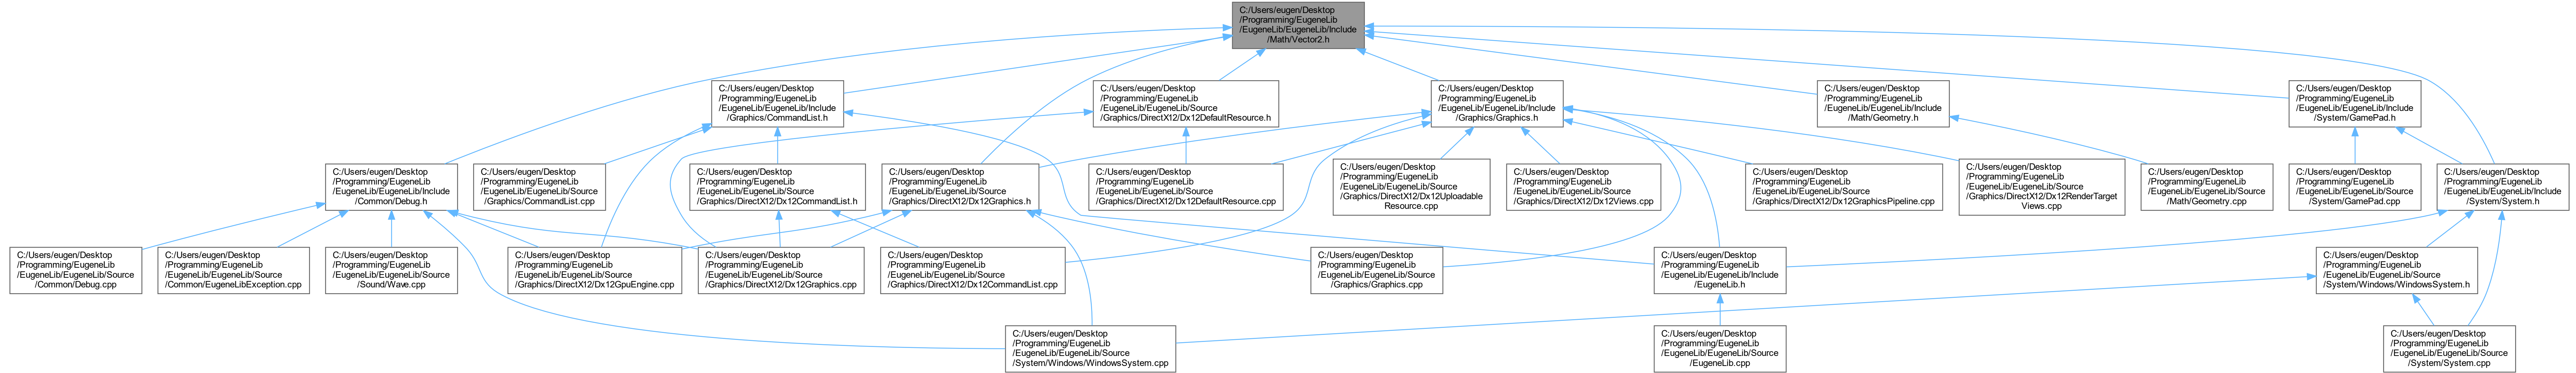 C:/Users/eugen/Desktop
/Programming/EugeneLib
/EugeneLib/EugeneLib/Include
/Math/Vector2.h
C:/Users/eugen/Desktop
/Programming/EugeneLib
/EugeneLib/EugeneLib/Include
/Graphics/CommandList.h
C:/Users/eugen/Desktop
/Programming/EugeneLib
/EugeneLib/EugeneLib/Source
/Graphics/DirectX12/Dx12DefaultResource.h
C:/Users/eugen/Desktop
/Programming/EugeneLib
/EugeneLib/EugeneLib/Include
/Graphics/Graphics.h
C:/Users/eugen/Desktop
/Programming/EugeneLib
/EugeneLib/EugeneLib/Include
/Math/Geometry.h
C:/Users/eugen/Desktop
/Programming/EugeneLib
/EugeneLib/EugeneLib/Include
/System/GamePad.h
C:/Users/eugen/Desktop
/Programming/EugeneLib
/EugeneLib/EugeneLib/Include
/Common/Debug.h
C:/Users/eugen/Desktop
/Programming/EugeneLib
/EugeneLib/EugeneLib/Source
/Graphics/CommandList.cpp
C:/Users/eugen/Desktop
/Programming/EugeneLib
/EugeneLib/EugeneLib/Source
/Graphics/DirectX12/Dx12CommandList.h
C:/Users/eugen/Desktop
/Programming/EugeneLib
/EugeneLib/EugeneLib/Source
/Graphics/DirectX12/Dx12Graphics.h
C:/Users/eugen/Desktop
/Programming/EugeneLib
/EugeneLib/EugeneLib/Source
/Graphics/DirectX12/Dx12DefaultResource.cpp
C:/Users/eugen/Desktop
/Programming/EugeneLib
/EugeneLib/EugeneLib/Source
/Graphics/DirectX12/Dx12Uploadable
Resource.cpp
C:/Users/eugen/Desktop
/Programming/EugeneLib
/EugeneLib/EugeneLib/Source
/Graphics/DirectX12/Dx12Views.cpp
C:/Users/eugen/Desktop
/Programming/EugeneLib
/EugeneLib/EugeneLib/Source
/Graphics/DirectX12/Dx12GraphicsPipeline.cpp
C:/Users/eugen/Desktop
/Programming/EugeneLib
/EugeneLib/EugeneLib/Source
/Graphics/DirectX12/Dx12RenderTarget
Views.cpp
C:/Users/eugen/Desktop
/Programming/EugeneLib
/EugeneLib/EugeneLib/Source
/Math/Geometry.cpp
C:/Users/eugen/Desktop
/Programming/EugeneLib
/EugeneLib/EugeneLib/Source
/System/GamePad.cpp
C:/Users/eugen/Desktop
/Programming/EugeneLib
/EugeneLib/EugeneLib/Include
/System/System.h
C:/Users/eugen/Desktop
/Programming/EugeneLib
/EugeneLib/EugeneLib/Source
/Common/Debug.cpp
C:/Users/eugen/Desktop
/Programming/EugeneLib
/EugeneLib/EugeneLib/Source
/Common/EugeneLibException.cpp
C:/Users/eugen/Desktop
/Programming/EugeneLib
/EugeneLib/EugeneLib/Source
/Sound/Wave.cpp
C:/Users/eugen/Desktop
/Programming/EugeneLib
/EugeneLib/EugeneLib/Source
/Graphics/DirectX12/Dx12GpuEngine.cpp
C:/Users/eugen/Desktop
/Programming/EugeneLib
/EugeneLib/EugeneLib/Source
/Graphics/DirectX12/Dx12Graphics.cpp
C:/Users/eugen/Desktop
/Programming/EugeneLib
/EugeneLib/EugeneLib/Source
/Graphics/DirectX12/Dx12CommandList.cpp
C:/Users/eugen/Desktop
/Programming/EugeneLib
/EugeneLib/EugeneLib/Source
/Graphics/Graphics.cpp
C:/Users/eugen/Desktop
/Programming/EugeneLib
/EugeneLib/EugeneLib/Include
/EugeneLib.h
C:/Users/eugen/Desktop
/Programming/EugeneLib
/EugeneLib/EugeneLib/Source
/System/Windows/WindowsSystem.h
C:/Users/eugen/Desktop
/Programming/EugeneLib
/EugeneLib/EugeneLib/Source
/System/Windows/WindowsSystem.cpp
C:/Users/eugen/Desktop
/Programming/EugeneLib
/EugeneLib/EugeneLib/Source
/EugeneLib.cpp
C:/Users/eugen/Desktop
/Programming/EugeneLib
/EugeneLib/EugeneLib/Source
/System/System.cpp